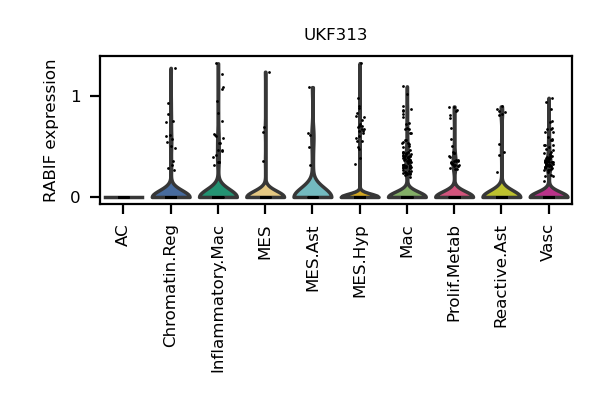 UKF313
RABIF expression
1
0
AC
Chromatin.Reg
Inflammatory.Mac
MES
MES.Ast
MES.Hyp
Mac
Prolif.Metab
Reactive.Ast
Vasc